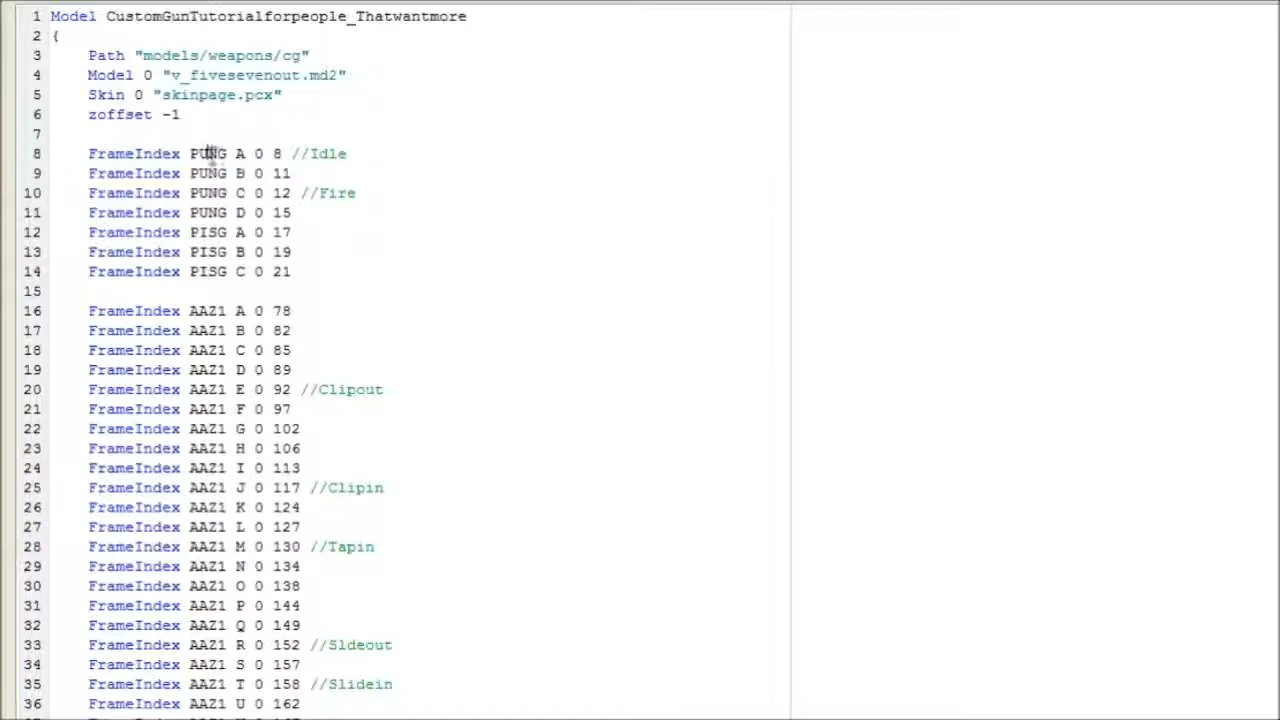 1 Model CustomGunTutorialforpeople_Thatwantmore
2 {
3 Path "models/weapons/cg"
4 Model 0 "v_fivesevenout.md2"
5 Skin 0 "skinpage.pcx"
6 zoffset -1
7
8 FrameIndex PUNG A 0 8 //Idle
9 FrameIndex PUNG B 0 11
10 FrameIndex PUNG C 0 12 //Fire
11 FrameIndex PUNG D 0 15
12 FrameIndex PISG A 0 17
13 FrameIndex PISG B 0 19
14 FrameIndex PISG C 0 21
15
16 FrameIndex AAZ1 A 0 78
17 FrameIndex AAZ1 B 0 82
18 FrameIndex AAZ1 C 0 85
19 FrameIndex AAZ1 D 0 89
20 FrameIndex AAZ1 E 0 92 //Clipout
21 FrameIndex AAZ1 F 0 97
22 FrameIndex AAZ1 G 0 102
23 FrameIndex AAZ1 H 0 106
24 FrameIndex AAZ1 I 0 113
25 FrameIndex AAZ1 J 0 117 //Clipin
26 FrameIndex AAZ1 K 0 124
27 FrameIndex AAZ1 L 0 127
28 FrameIndex AAZ1 M 0 130 //Tapin
29 FrameIndex AAZ1 N 0 134
30 FrameIndex AAZ1 O 0 138
31 FrameIndex AAZ1 P 0 144
32 FrameIndex AAZ1 Q 0 149
33 FrameIndex AAZ1 R 0 152 //Sldeout
34 FrameIndex AAZ1 S 0 157
35 FrameIndex AAZ1 T 0 158 //Slidein
36 FrameIndex AAZ1 U 0 162